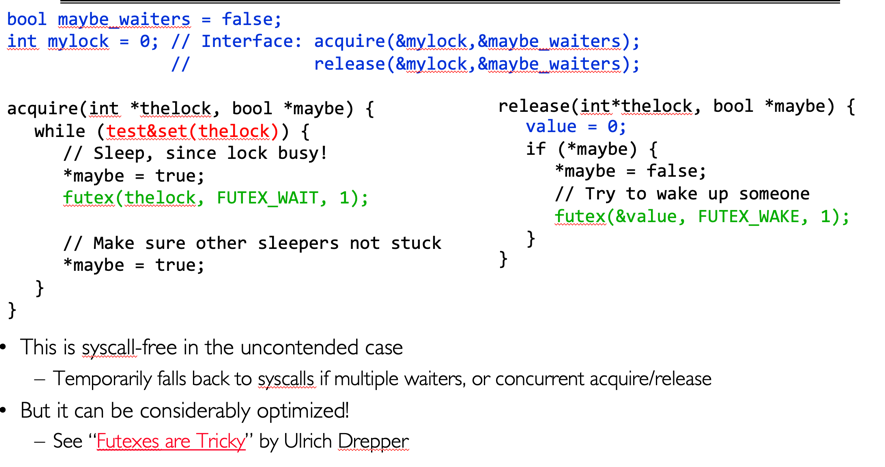 bool maybe_waiters = false;
int mylock = 0; // Interface: acquire(&mylock,&maybe_waiters);
//            release(&mylock,&maybe_waiters);
acquire(int *thelock, bool *maybe) {
while (test&set(thelock)) {
// Sleep, since lock busy!
*maybe = true;
futex(thelock, FUTEX_WAIT, 1);
// Make sure other sleepers not stuck
*maybe = true;
}
}
release(int*thelock, bool *maybe) {
value = 0;
if (*maybe) {
*maybe = false;
// Try to wake up someone
futex(&value, FUTEX_WAKE, 1);
}
}
• This is syscall-free in the uncontended case
– Temporarily falls back to syscalls if multiple waiters, or concurrent acquire/release
• But it can be considerably optimized!
– See “Futexes are Tricky” by Ulrich Drepper